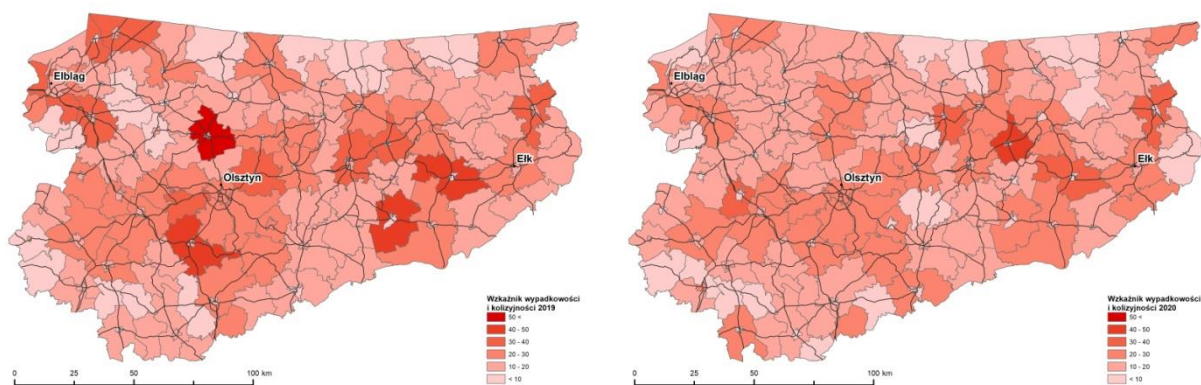 Elbląg
Olsztyn
Ełk
Wzkaźnik wypadkowości
i kolizyjności 2019
50 <
40 - 50
30 - 40
20 - 30
10 - 20
< 10
0 25 50 100 km
Elbląg
Olsztyn
Ełk
Wzkaźnik wypadkowości
i kolizyjności 2020
50 <
40 - 50
30 - 40
20 - 30
10 - 20
< 10
0 25 50 100 km